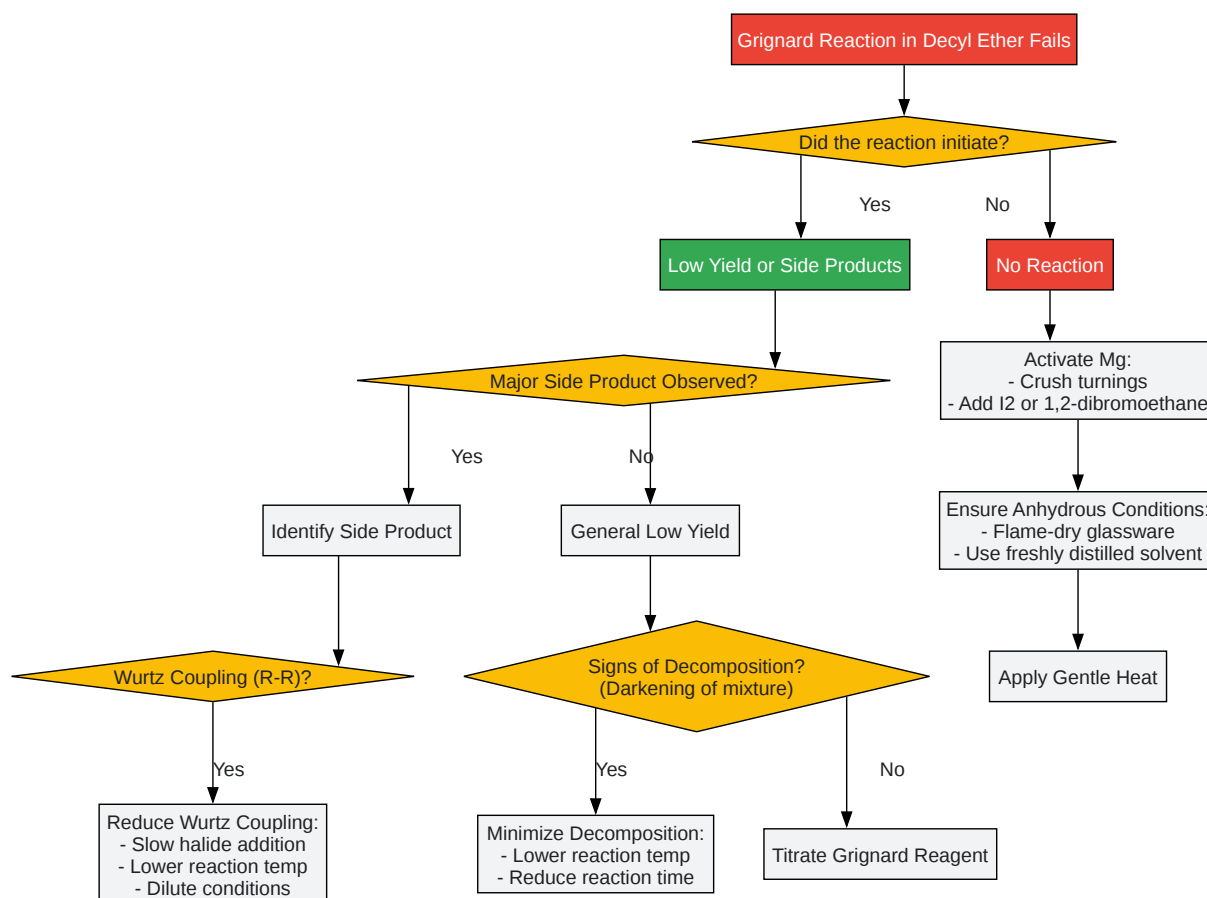 Grignard Reaction in Decyl Ether Fails
Did the reaction initiate?
Yes
No
Low Yield or Side Products
No Reaction
Major Side Product Observed?
Activate Mg:
- Crush turnings
- Add I2 or 1,2-dibromoethane
Yes
No
Identify Side Product
General Low Yield
Ensure Anhydrous Conditions:
- Flame-dry glassware
- Use freshly distilled solvent
Wurtz Coupling (R-R)?
Signs of Decomposition?
(Darkening of mixture)
Apply Gentle Heat
Yes
Yes
No
Reduce Wurtz Coupling:
- Slow halide addition
- Lower reaction temp
- Dilute conditions
Minimize Decomposition:
- Lower reaction temp
- Reduce reaction time
Titrate Grignard Reagent